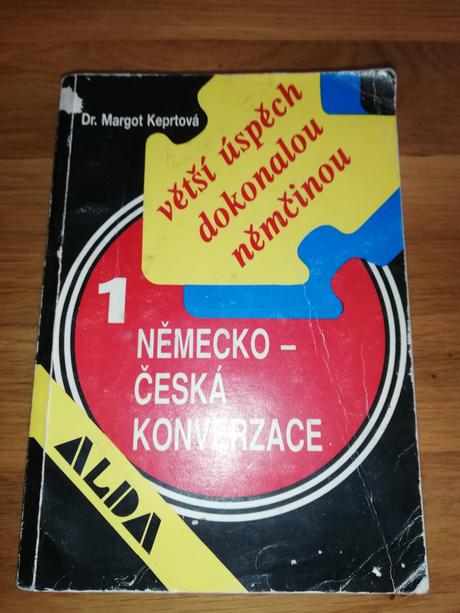 Dr. Margot Keprtová
větší úspěch
dokonalou
němčinou
1
NĚMECKO –
ČESKÁ
KONVERZACE
ALDA